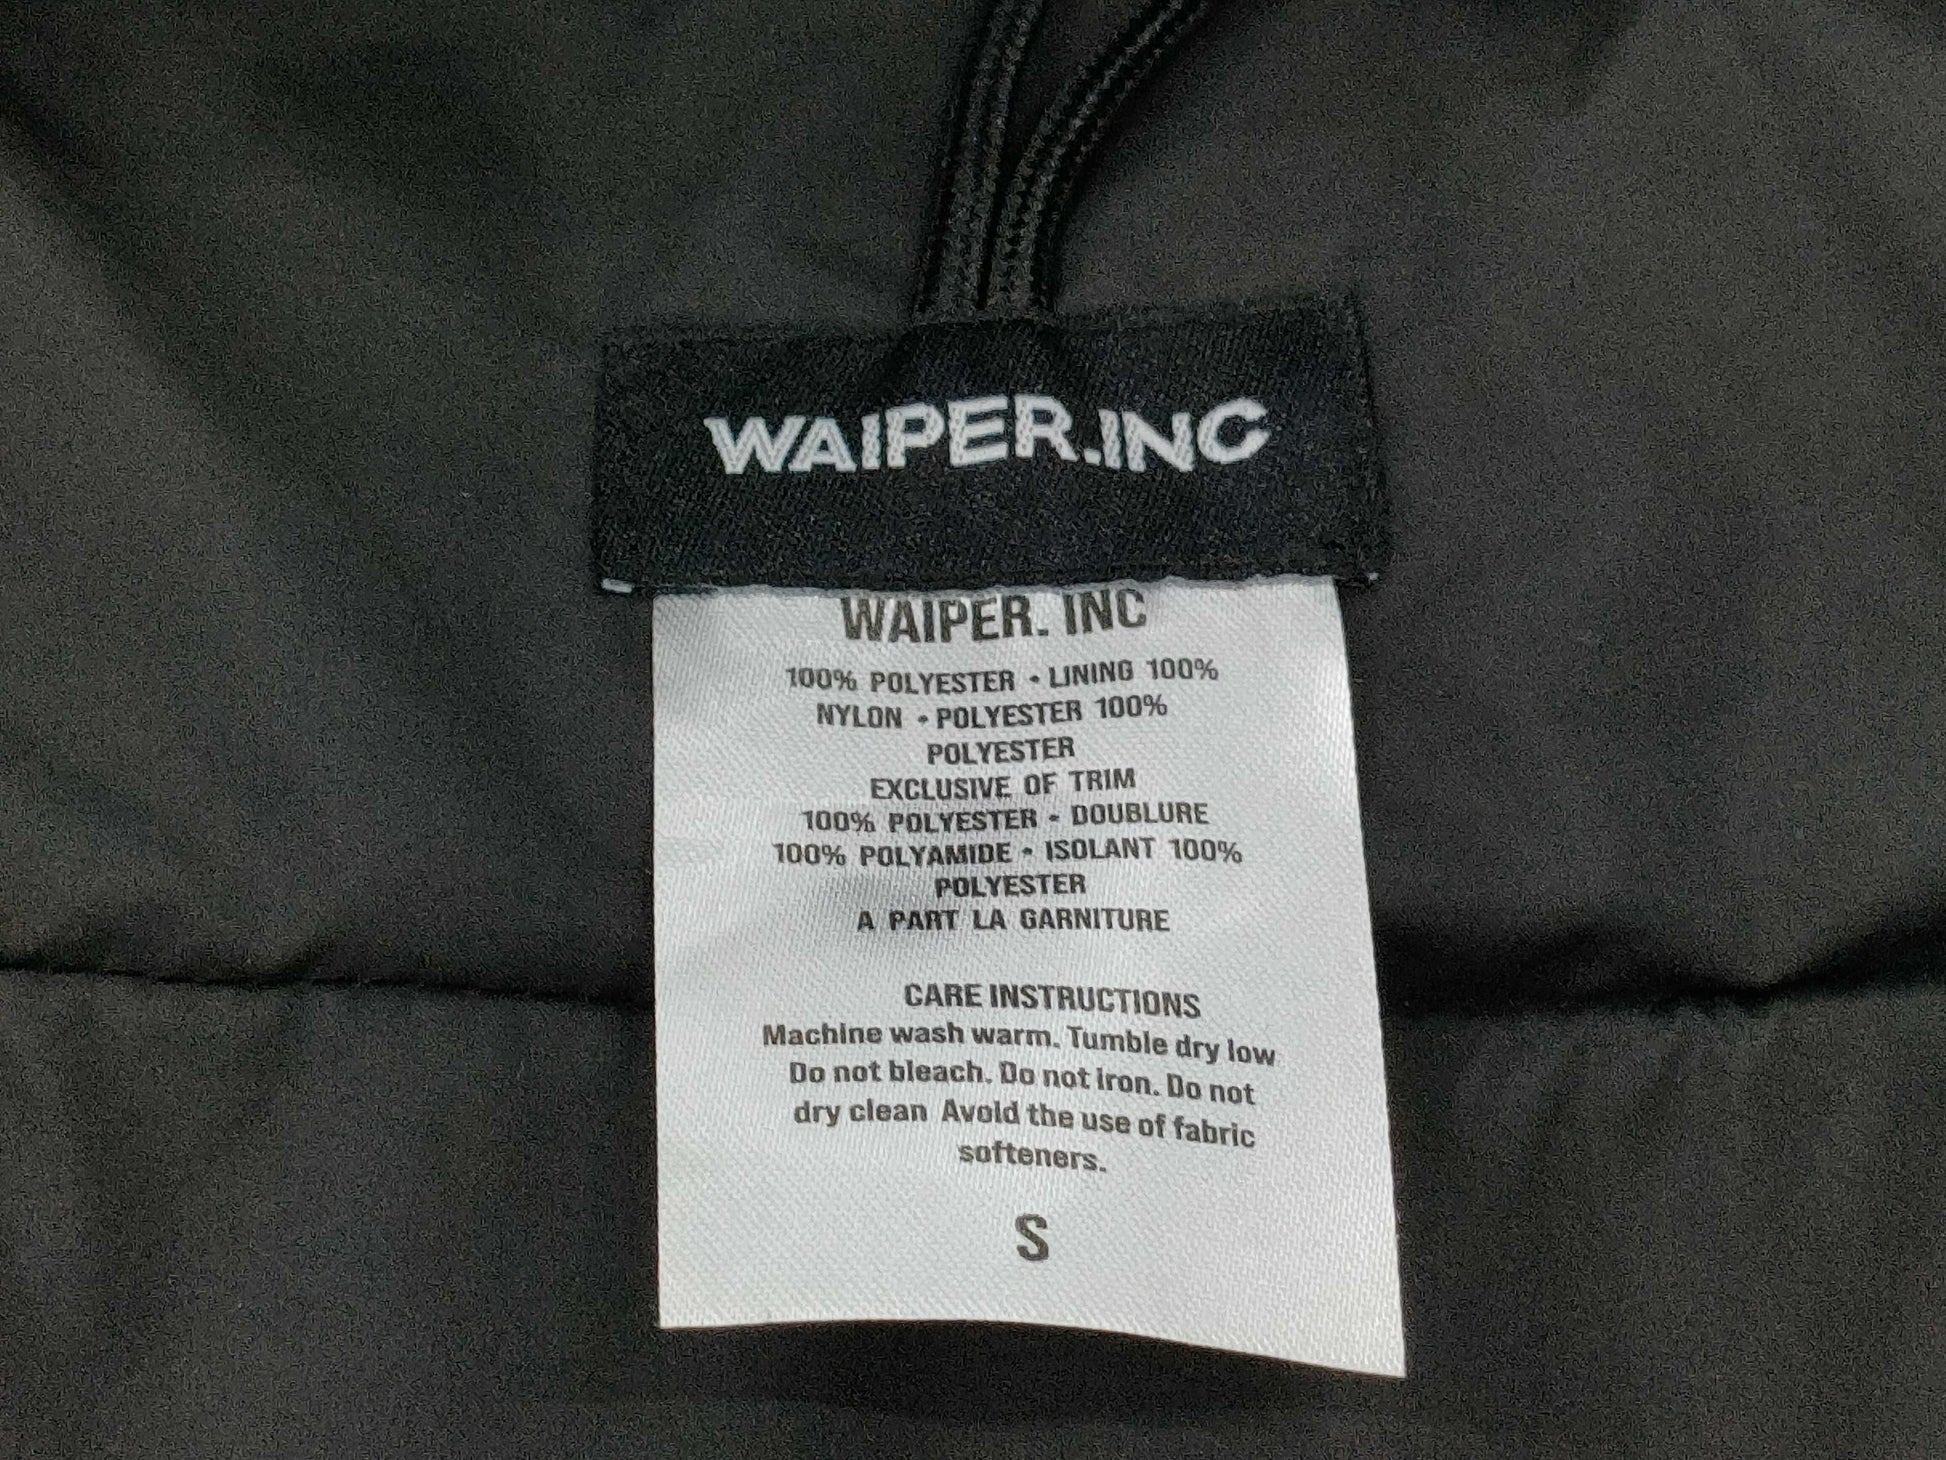 WAIPER.INC
WAIPER. INC
100% POLYESTER • LINING 100%
NYLON • POLYESTER 100%
POLYESTER
EXCLUSIVE OF TRIM
100% POLYESTER • DOUBLURE
100% POLYAMIDE • ISOLANT 100%
POLYESTER
A PART LA GARNITURE
CARE INSTRUCTIONS
Machine wash warm. Tumble dry low
Do not bleach. Do not iron. Do not
dry clean Avoid the use of fabric
softeners.
S